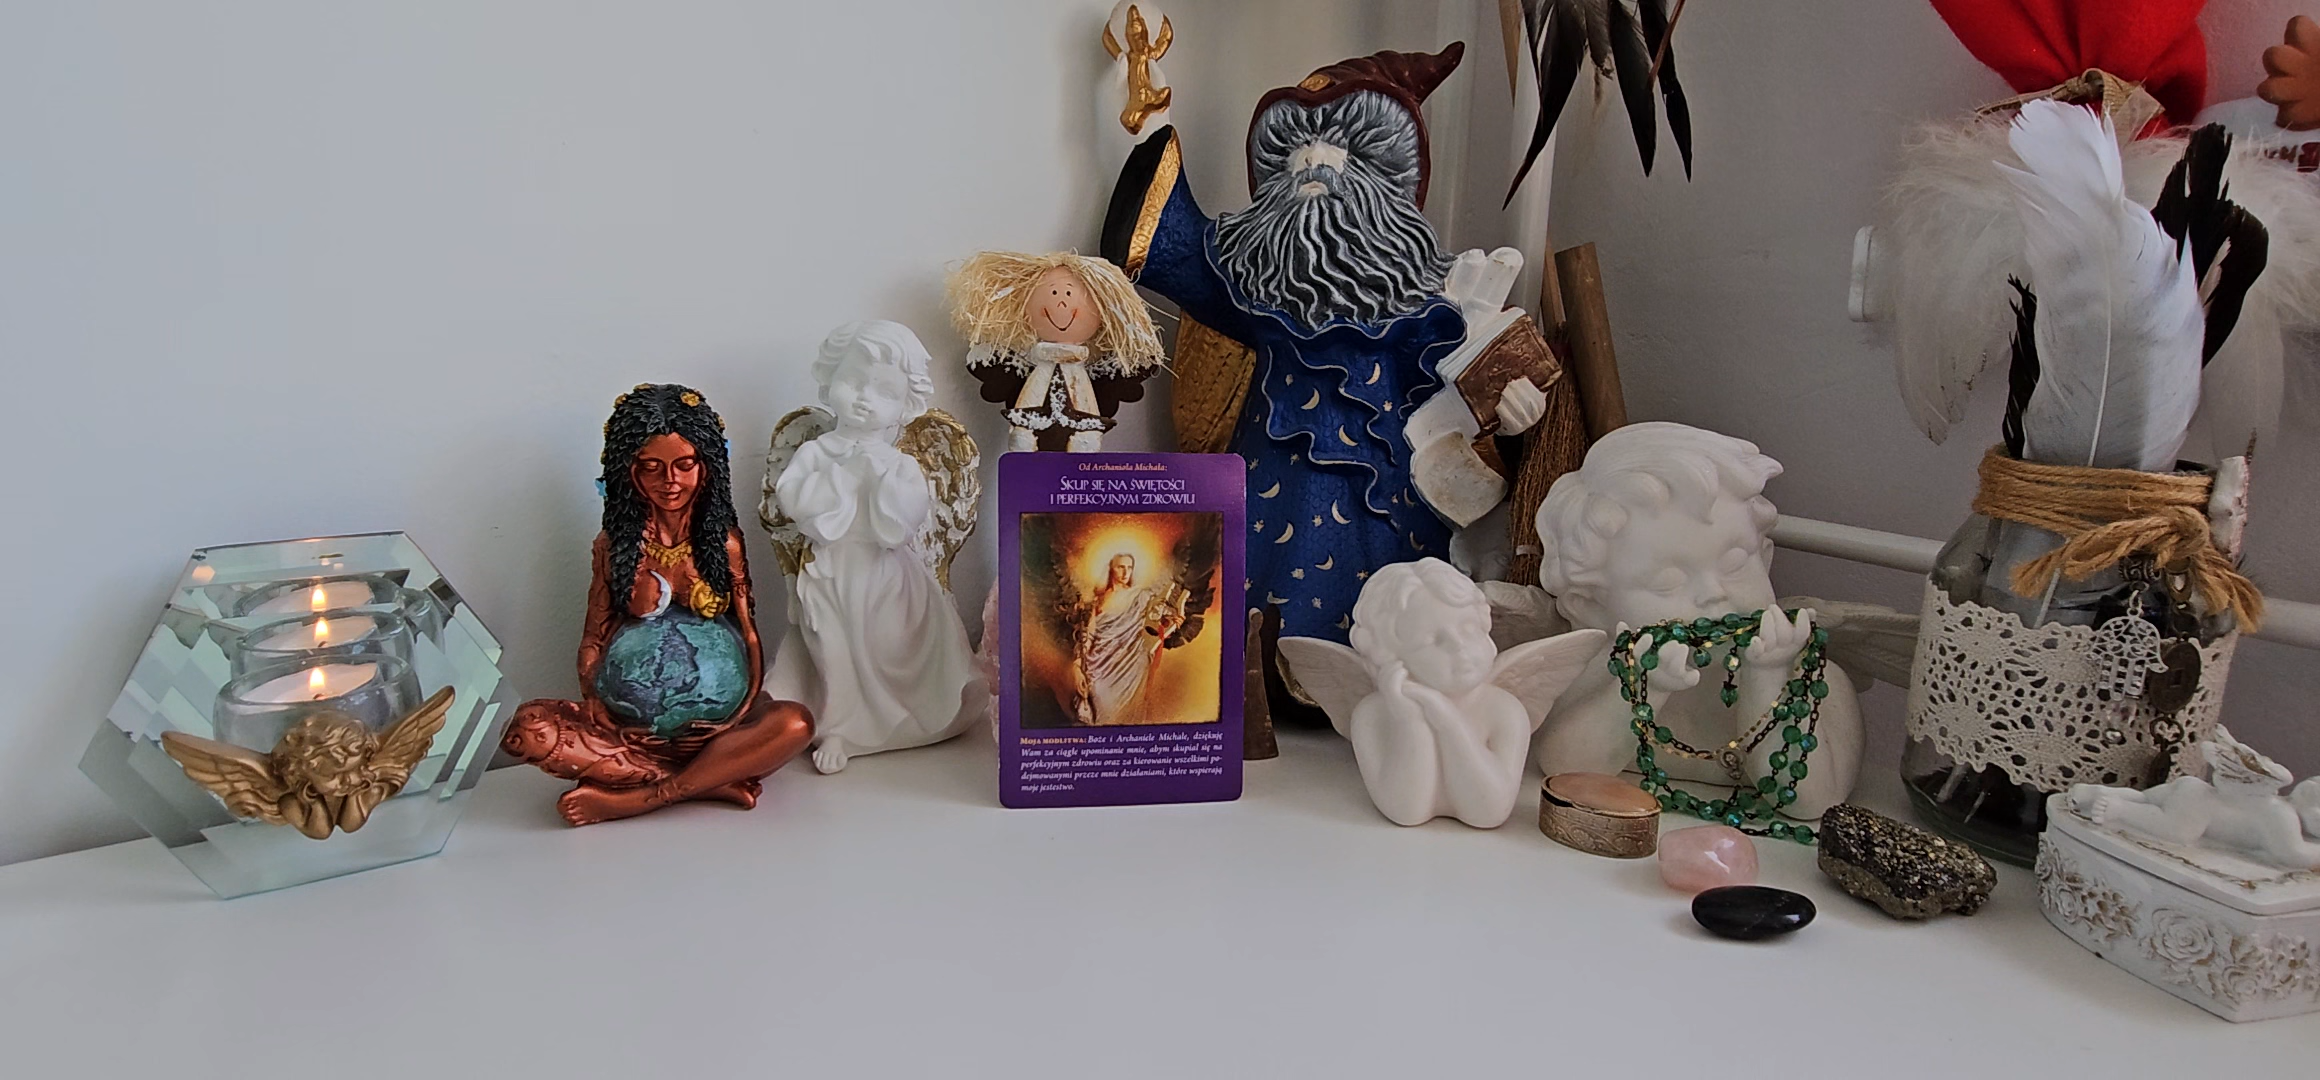 Od Archanioła Michała:
Skup się na świętości
i perfekcyjnym zdrowiu
Moja modlitwa: Boże i Archaniele Michale, dziękuję
Wam za ciągłe upominanie mnie, abym skupiał się na
perfekcyjnym zdrowiu oraz za kierowanie wszelkimi po-
dejmowanymi przeze mnie działaniami, które wspierają
moje jestestwo.